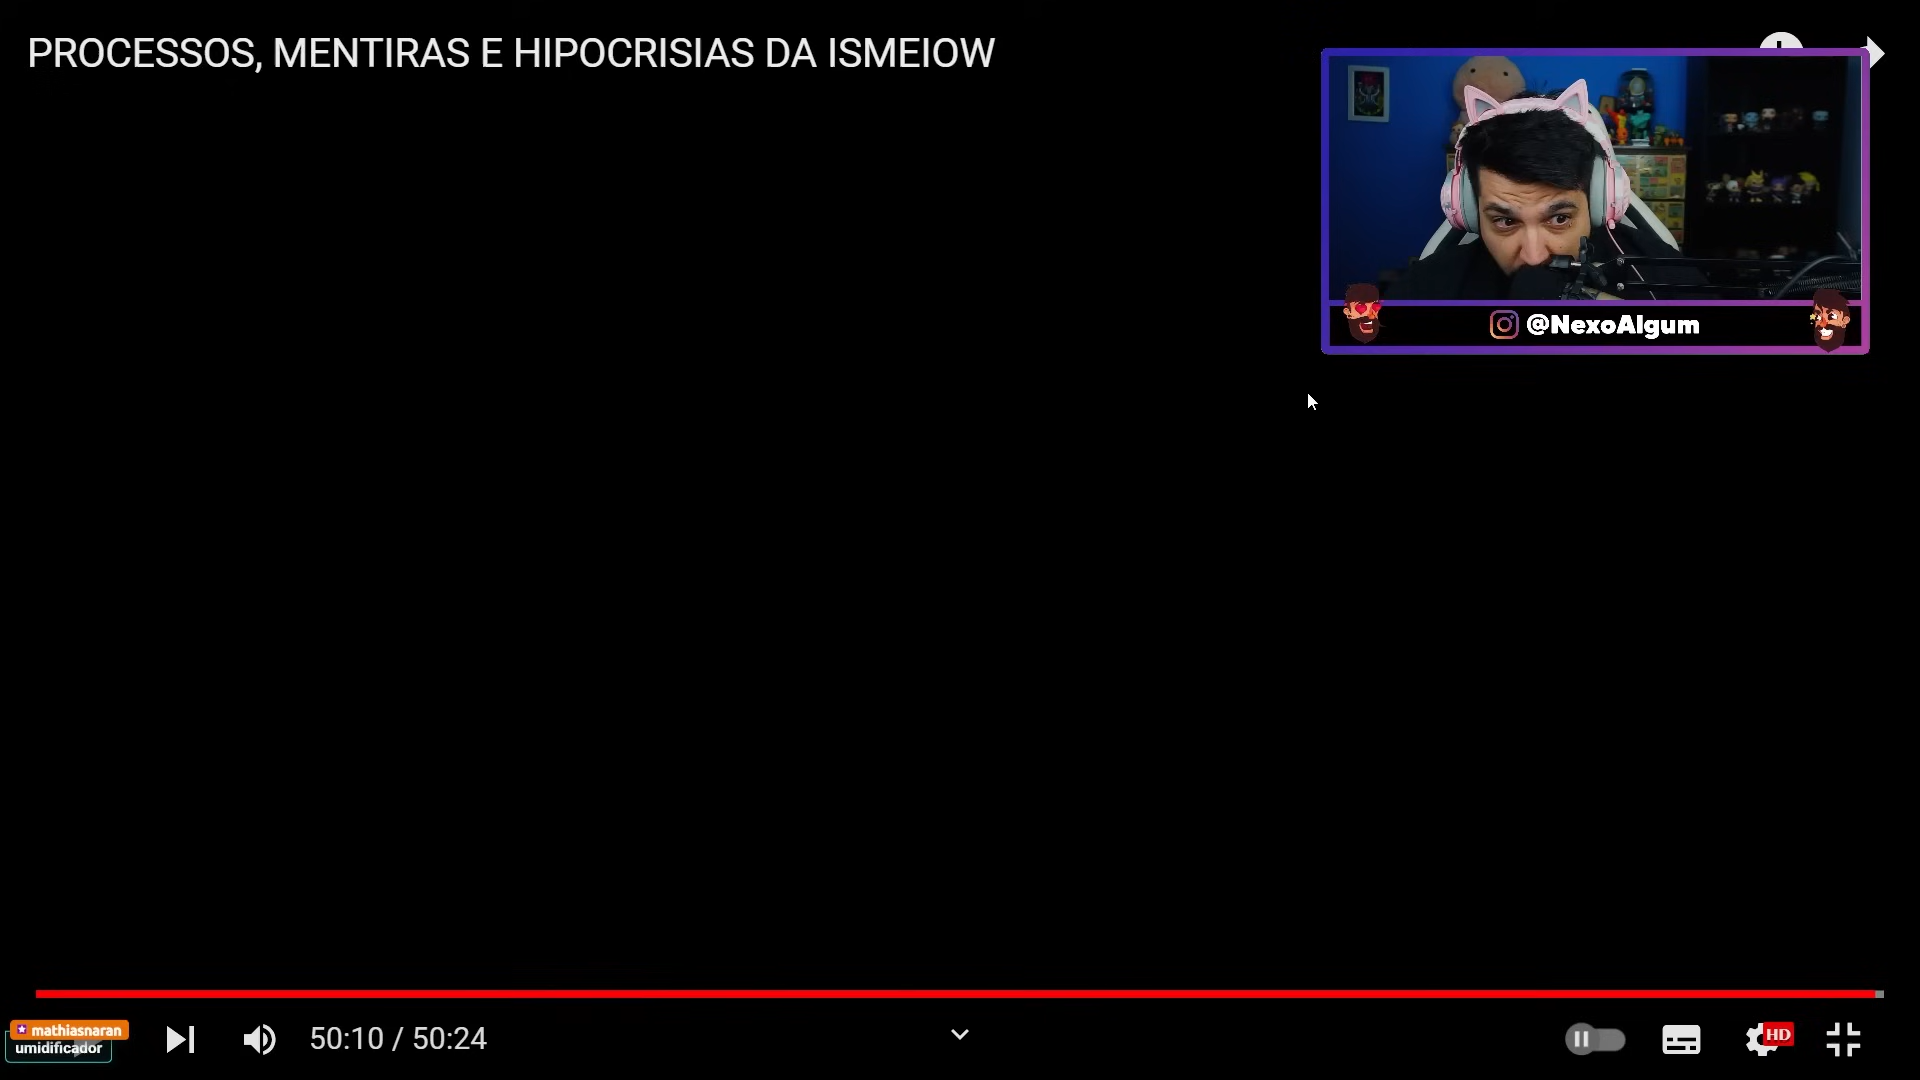 PROCESSOS, MENTIRAS E HIPOCRISIAS DA ISMEIOW
@NexoAlgum
mathiasnaran
umidificador
50:10 / 50:24
HD